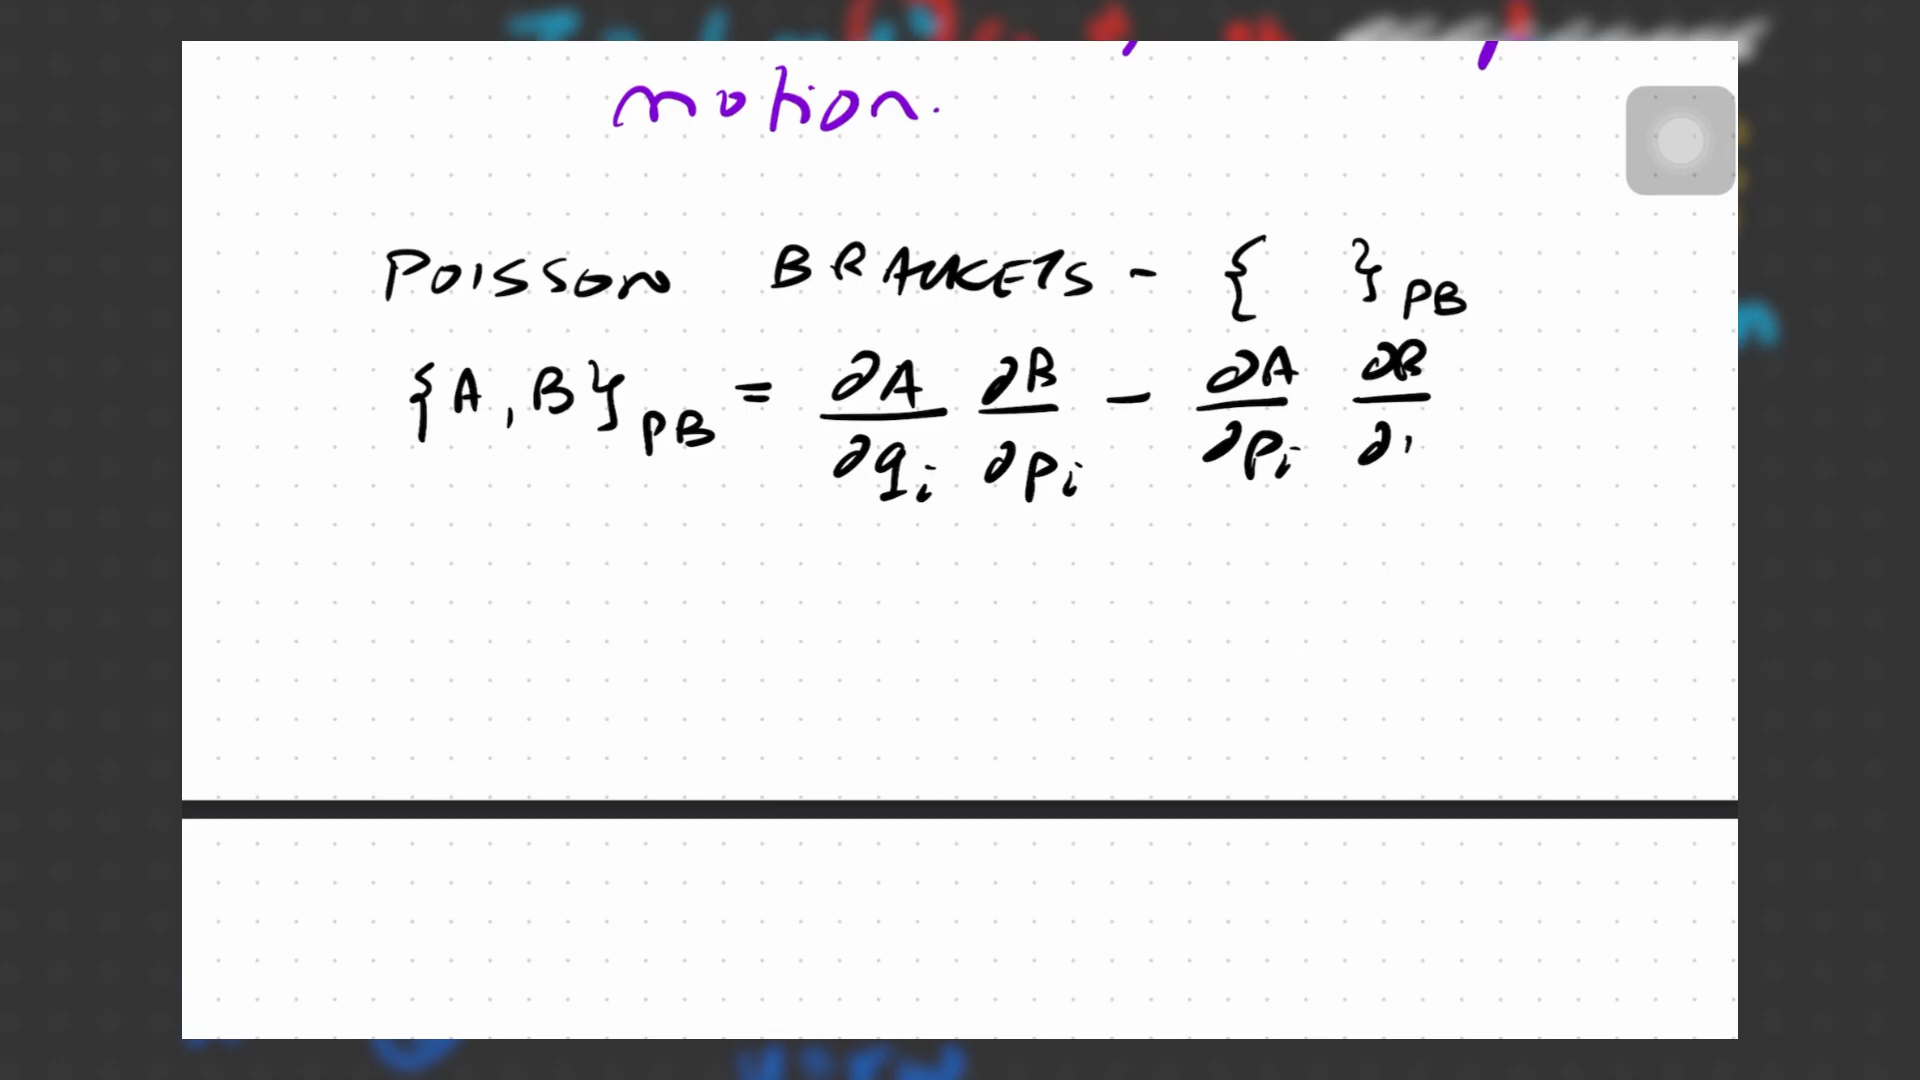 motion.
POISSON BRACKETS - { }PB
{A, B}PB = ∂A/∂qi ∂B/∂pi - ∂A/∂pi ∂B/∂